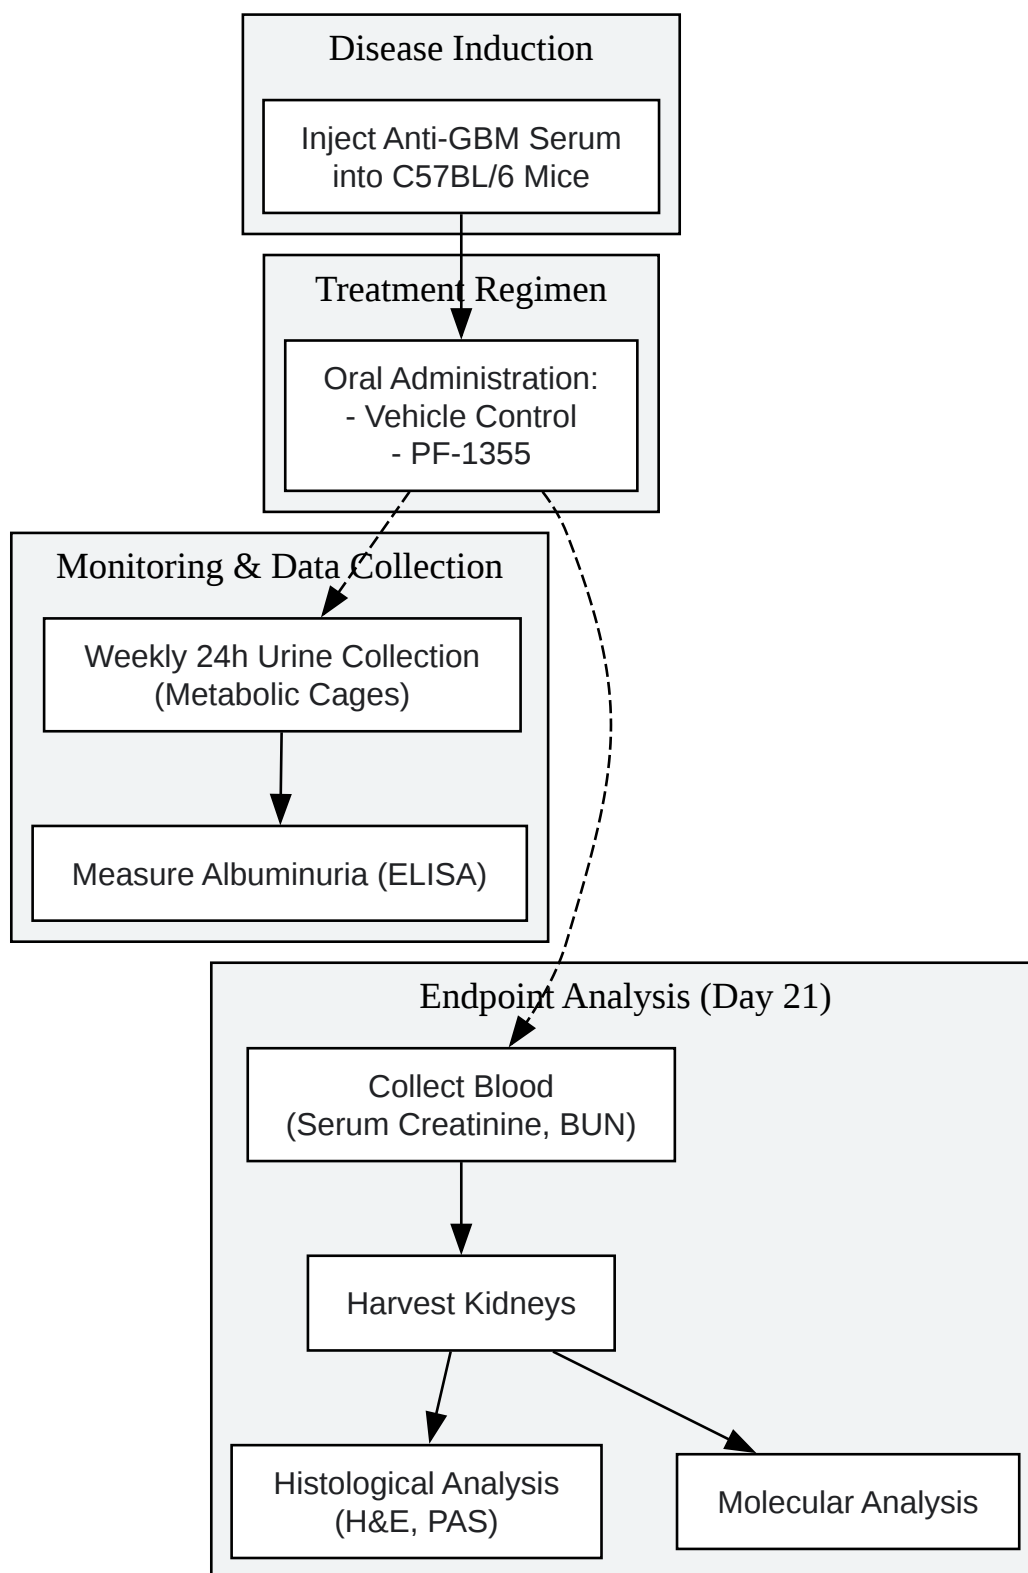 Disease Induction
Inject Anti-GBM Serum
into C57BL/6 Mice
Treatment Regimen
Oral Administration:
- Vehicle Control
- PF-1355
Monitoring & Data Collection
Weekly 24h Urine Collection
(Metabolic Cages)
Measure Albuminuria (ELISA)
Endpoint Analysis (Day 21)
Collect Blood
(Serum Creatinine, BUN)
Harvest Kidneys
Histological Analysis
(H&E, PAS)
Molecular Analysis